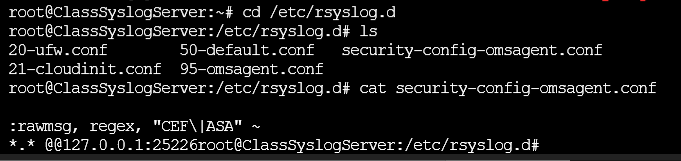 root@ClassSyslogServer:~# cd /etc/rsyslog.d
root@ClassSyslogServer:/etc/rsyslog.d# ls
20-ufw.conf 50-default.conf security-config-omsagent.conf
21-cloudinit.conf 95-omsagent.conf
root@ClassSyslogServer:/etc/rsyslog.d# cat security-config-omsagent.conf
:rawmsg, regex, "CEF\|ASA" ~
*.* @@127.0.0.1:25226root@ClassSyslogServer:/etc/rsyslog.d#